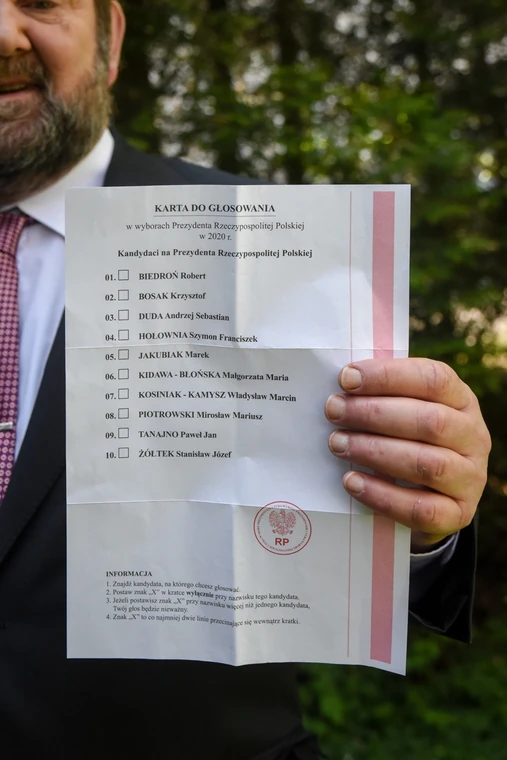 KARTA DO GŁOSOWANIA
w wyborach Prezydenta Rzeczypospolitej Polskiej
w 2020 r.
Kandydaci na Prezydenta Rzeczypospolitej Polskiej
01. BIEDROŃ Robert
02. BOSAK Krzysztof
03. DUDA Andrzej Sebastian
04. HOŁOWNIA Szymon Franciszek
05. JAKUBIAK Marek
06. KIDAWA - BŁOŃSKA Małgorzata Maria
07. KOSINIAK - KAMYSZ Władysław Marcin
08. PIOTROWSKI Mirosław Mariusz
09. TANAJNO Paweł Jan
10. ŻÓŁTEK Stanisław Józef
RP
INFORMACJA
1. Znajdź kandydata, na którego chcesz głosować.
2. Postaw znak „X” w kratce wyłącznie przy nazwisku tego kandydata.
3. Jeżeli postawisz znak „X” przy nazwisku więcej niż jednego kandydata,
Twój głos będzie nieważny.
4. Znak „X” to co najmniej dwie linie przecinające się wewnątrz kratki.